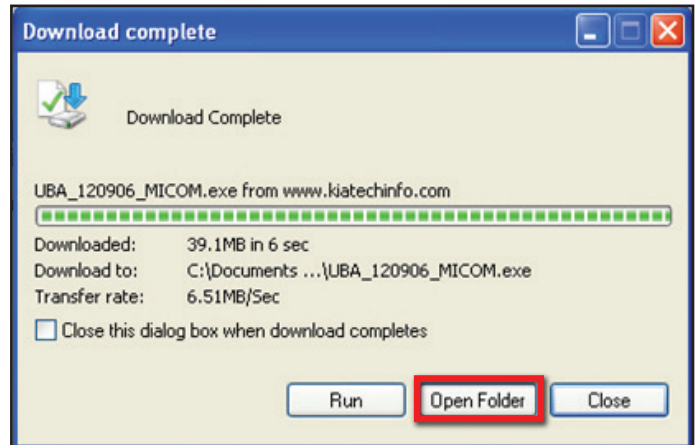 Download complete
Download Complete
UBA_120906_MICOM.exe from www.kiatechinfo.com
Downloaded: 39.1MB in 6 sec
Download to: C:\Documents ...\UBA_120906_MICOM.exe
Transfer rate: 6.51MB/Sec
Close this dialog box when download completes
Run Open Folder Close